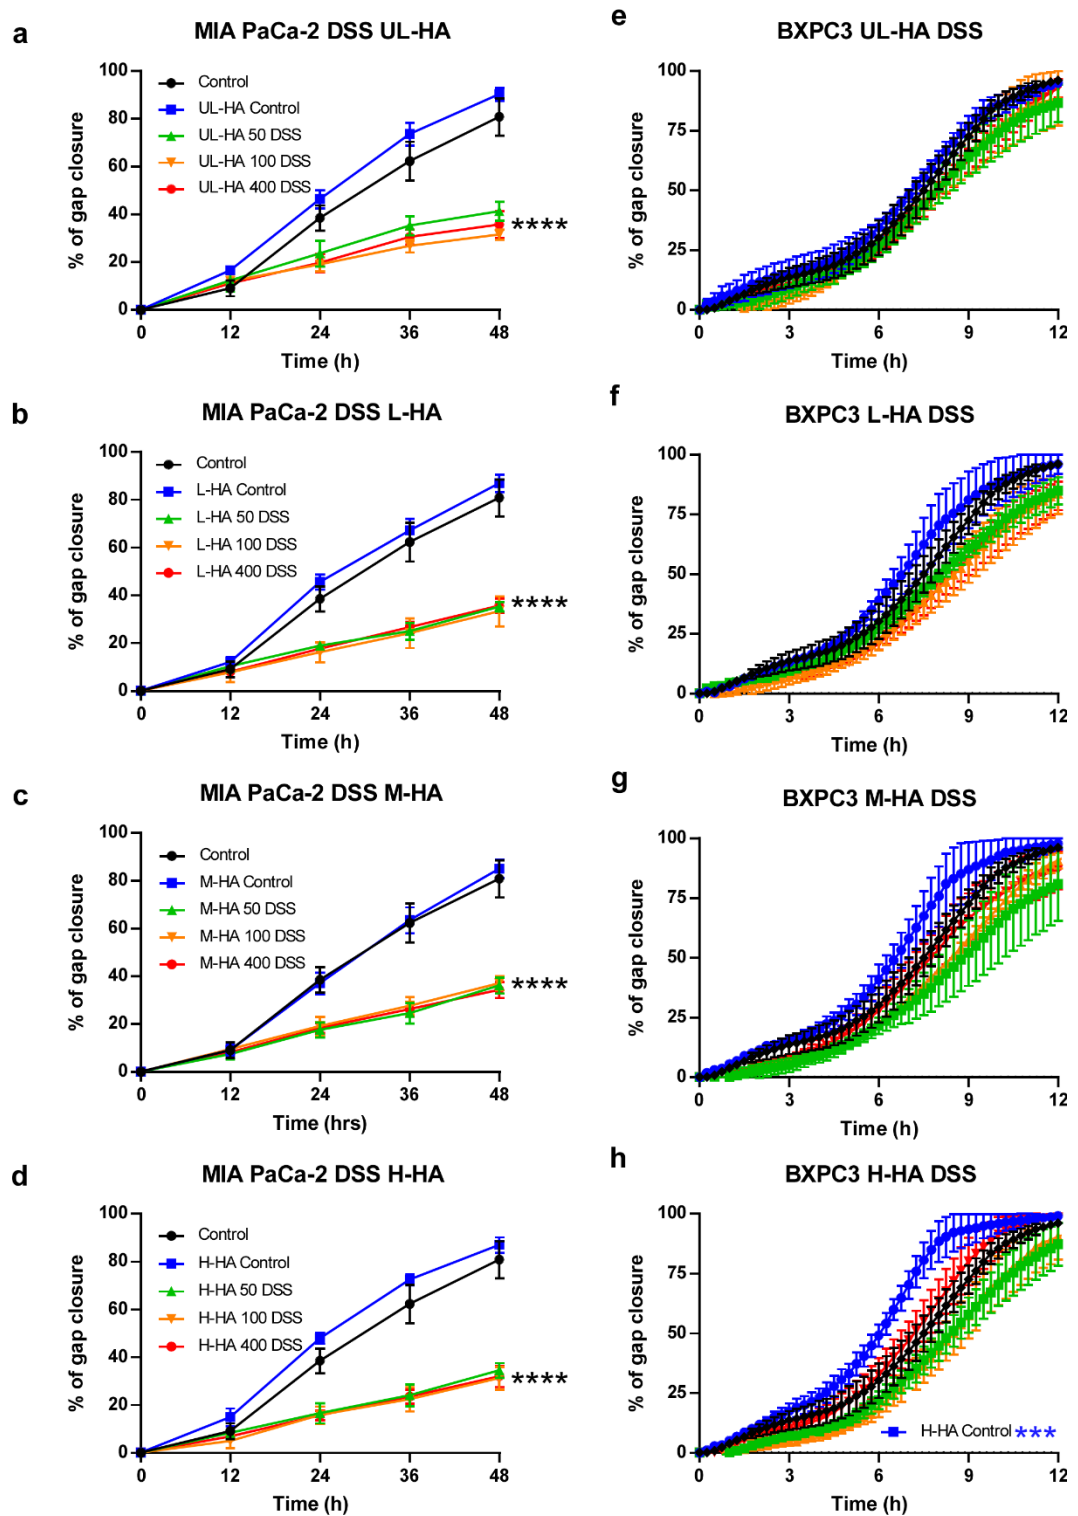 a
MIA PaCa-2 DSS UL-HA
% of gap closure
100
80
60
40
20
0
Control
UL-HA Control
UL-HA 50 DSS
UL-HA 100 DSS
UL-HA 400 DSS
****
0 12 24 36 48
Time (h)
e
BXPC3 UL-HA DSS
% of gap closure
100
75
50
25
0
0 3 6 9 12
Time (h)
b
MIA PaCa-2 DSS L-HA
% of gap closure
100
80
60
40
20
0
Control
L-HA Control
L-HA 50 DSS
L-HA 100 DSS
L-HA 400 DSS
****
0 12 24 36 48
Time (h)
f
BXPC3 L-HA DSS
% of gap closure
100
75
50
25
0
0 3 6 9 12
Time (h)
c
MIA PaCa-2 DSS M-HA
% of gap closure
100
80
60
40
20
0
Control
M-HA Control
M-HA 50 DSS
M-HA 100 DSS
M-HA 400 DSS
****
0 12 24 36 48
Time (hrs)
g
BXPC3 M-HA DSS
% of gap closure
100
75
50
25
0
0 3 6 9 12
Time (h)
d
MIA PaCa-2 DSS H-HA
% of gap closure
100
80
60
40
20
0
Control
H-HA Control
H-HA 50 DSS
H-HA 100 DSS
H-HA 400 DSS
****
0 12 24 36 48
Time (h)
h
BXPC3 H-HA DSS
% of gap closure
100
75
50
25
0
H-HA Control ***
0 3 6 9 12
Time (h)